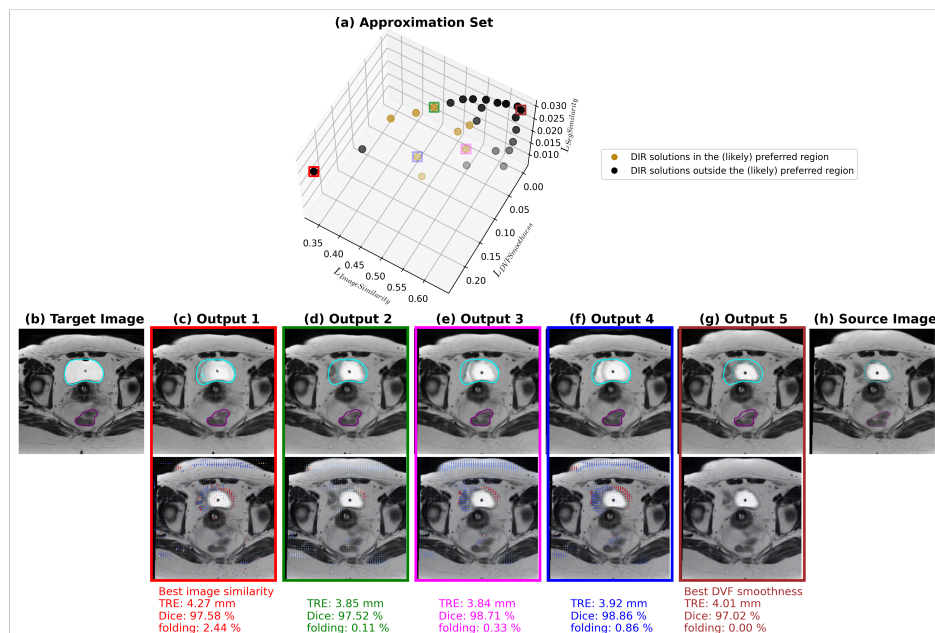 (a) Approximation Set
0.030
0.025
0.020
0.015
0.010
L_SegSimilarity
0.00
0.05
0.10
0.15
0.20
L_DVFSmoothness
0.35
0.40
0.45
0.50
0.55
0.60
L_ImageSimilarity
DIR solutions in the (likely) preferred region
DIR solutions outside the (likely) preferred region
(b) Target Image
(c) Output 1
(d) Output 2
(e) Output 3
(f) Output 4
(g) Output 5
(h) Source Image
Best image similarity
TRE: 4.27 mm
Dice: 97.58 %
folding: 2.44 %
TRE: 3.85 mm
Dice: 97.52 %
folding: 0.11 %
TRE: 3.84 mm
Dice: 98.71 %
folding: 0.33 %
TRE: 3.92 mm
Dice: 98.86 %
folding: 0.86 %
Best DVF smoothness
TRE: 4.01 mm
Dice: 97.02 %
folding: 0.00 %